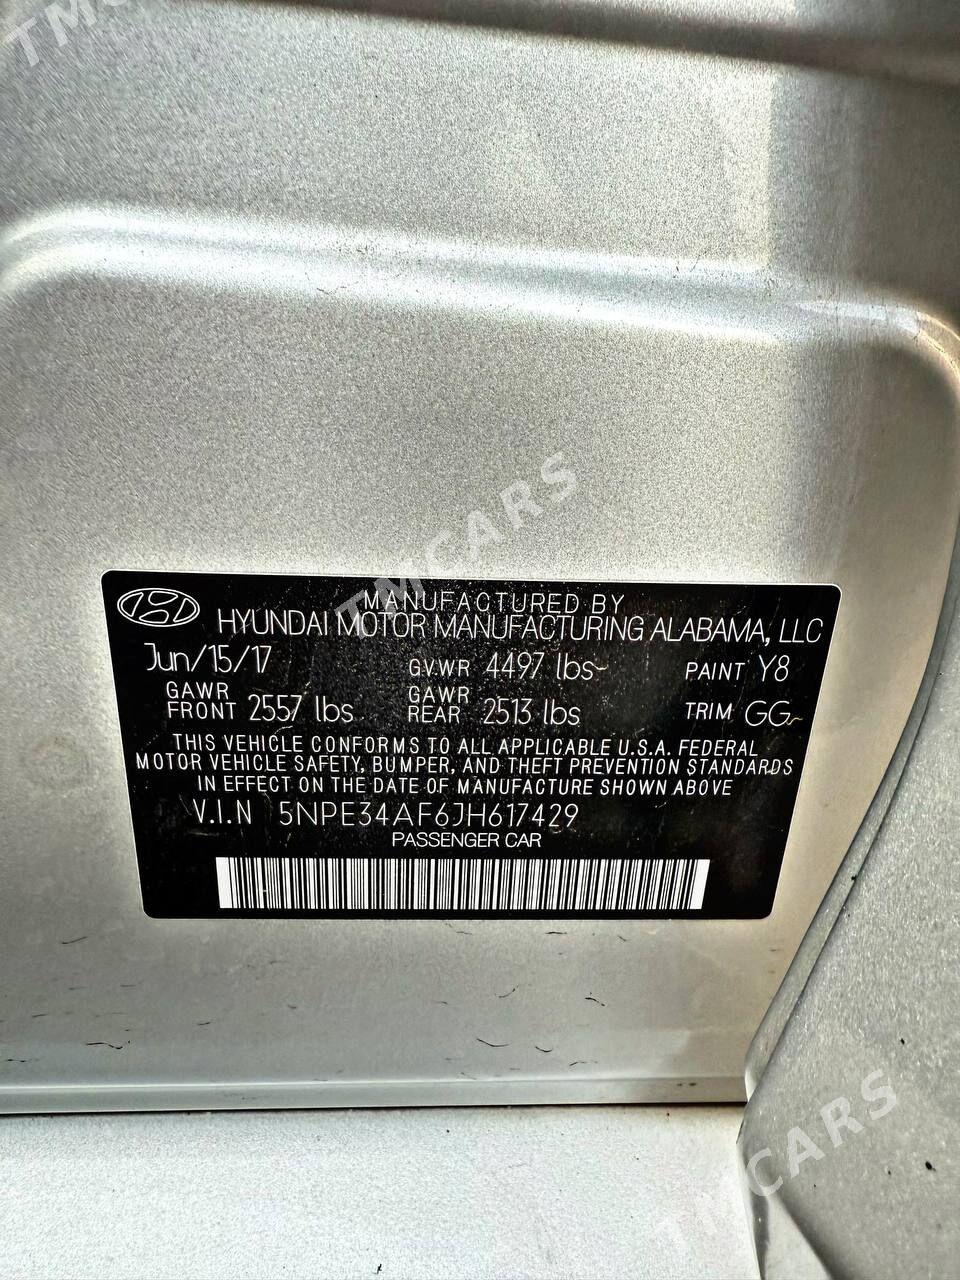 TMCARS
TMCARS
MANUFACTURED BY
HYUNDAI MOTOR MANUFACTURING ALABAMA, LLC
Jun/15/17 GVWR 4497 lbs PAINT Y8
GAWR FRONT 2557 lbs GAWR REAR 2513 lbs TRIM GG
THIS VEHICLE CONFORMS TO ALL APPLICABLE U.S.A. FEDERAL
MOTOR VEHICLE SAFETY, BUMPER, AND THEFT PREVENTION STANDARDS
IN EFFECT ON THE DATE OF MANUFACTURE SHOWN ABOVE
V.I.N 5NPE34AF6JH617429
PASSENGER CAR
TMCARS